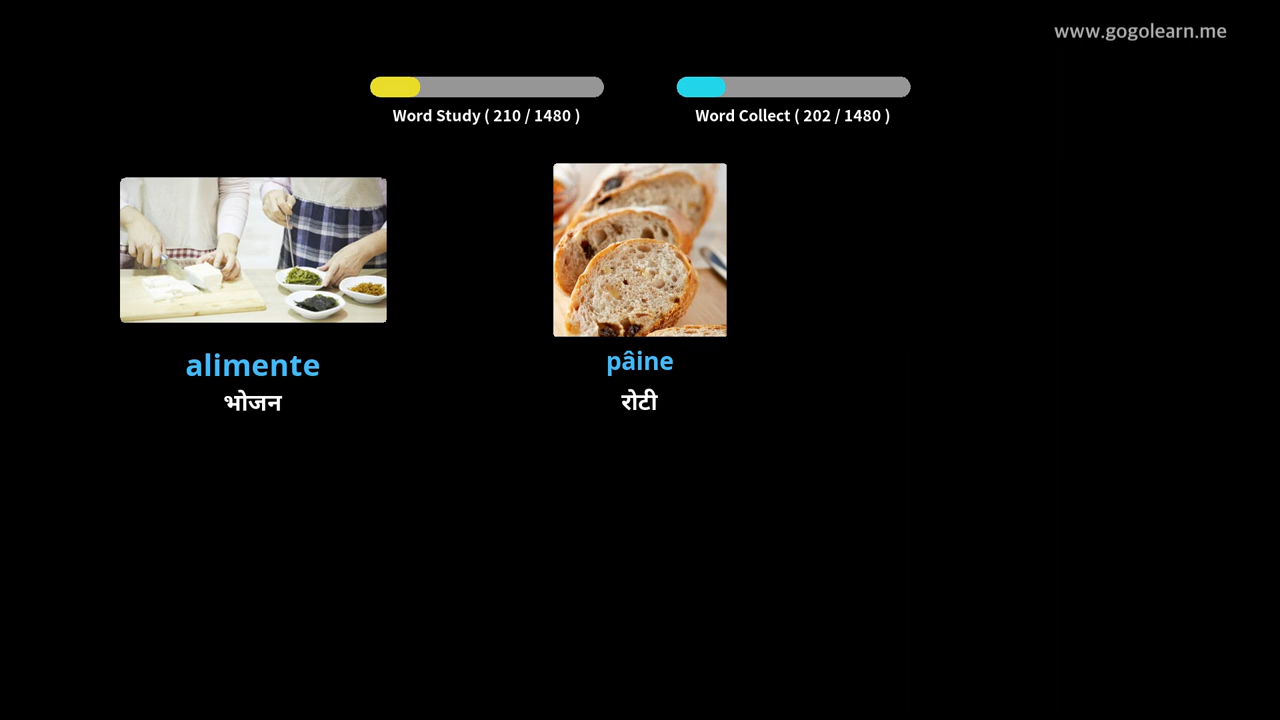 www.gogolearn.me
Word Study ( 210 / 1480 )
Word Collect ( 202 / 1480 )
alimente
भोजन
pâine
रोटी